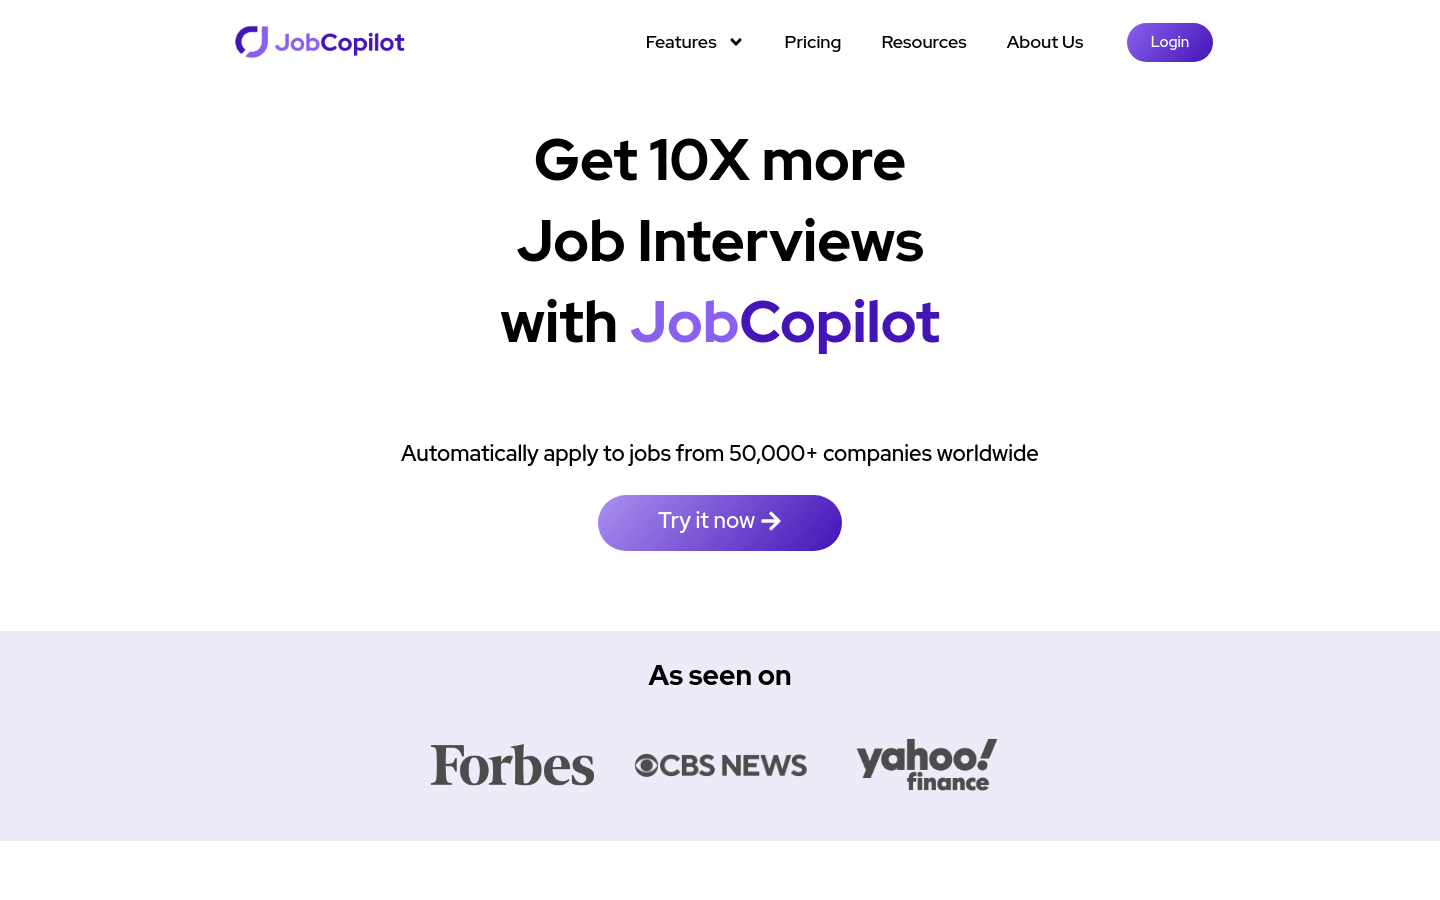 JobCopilot
Features
Pricing
Resources
About Us
Login
Get 10X more
Job Interviews
with JobCopilot
Automatically apply to jobs from 50,000+ companies worldwide
Try it now
As seen on
Forbes
CBS NEWS
yahoo!
finance